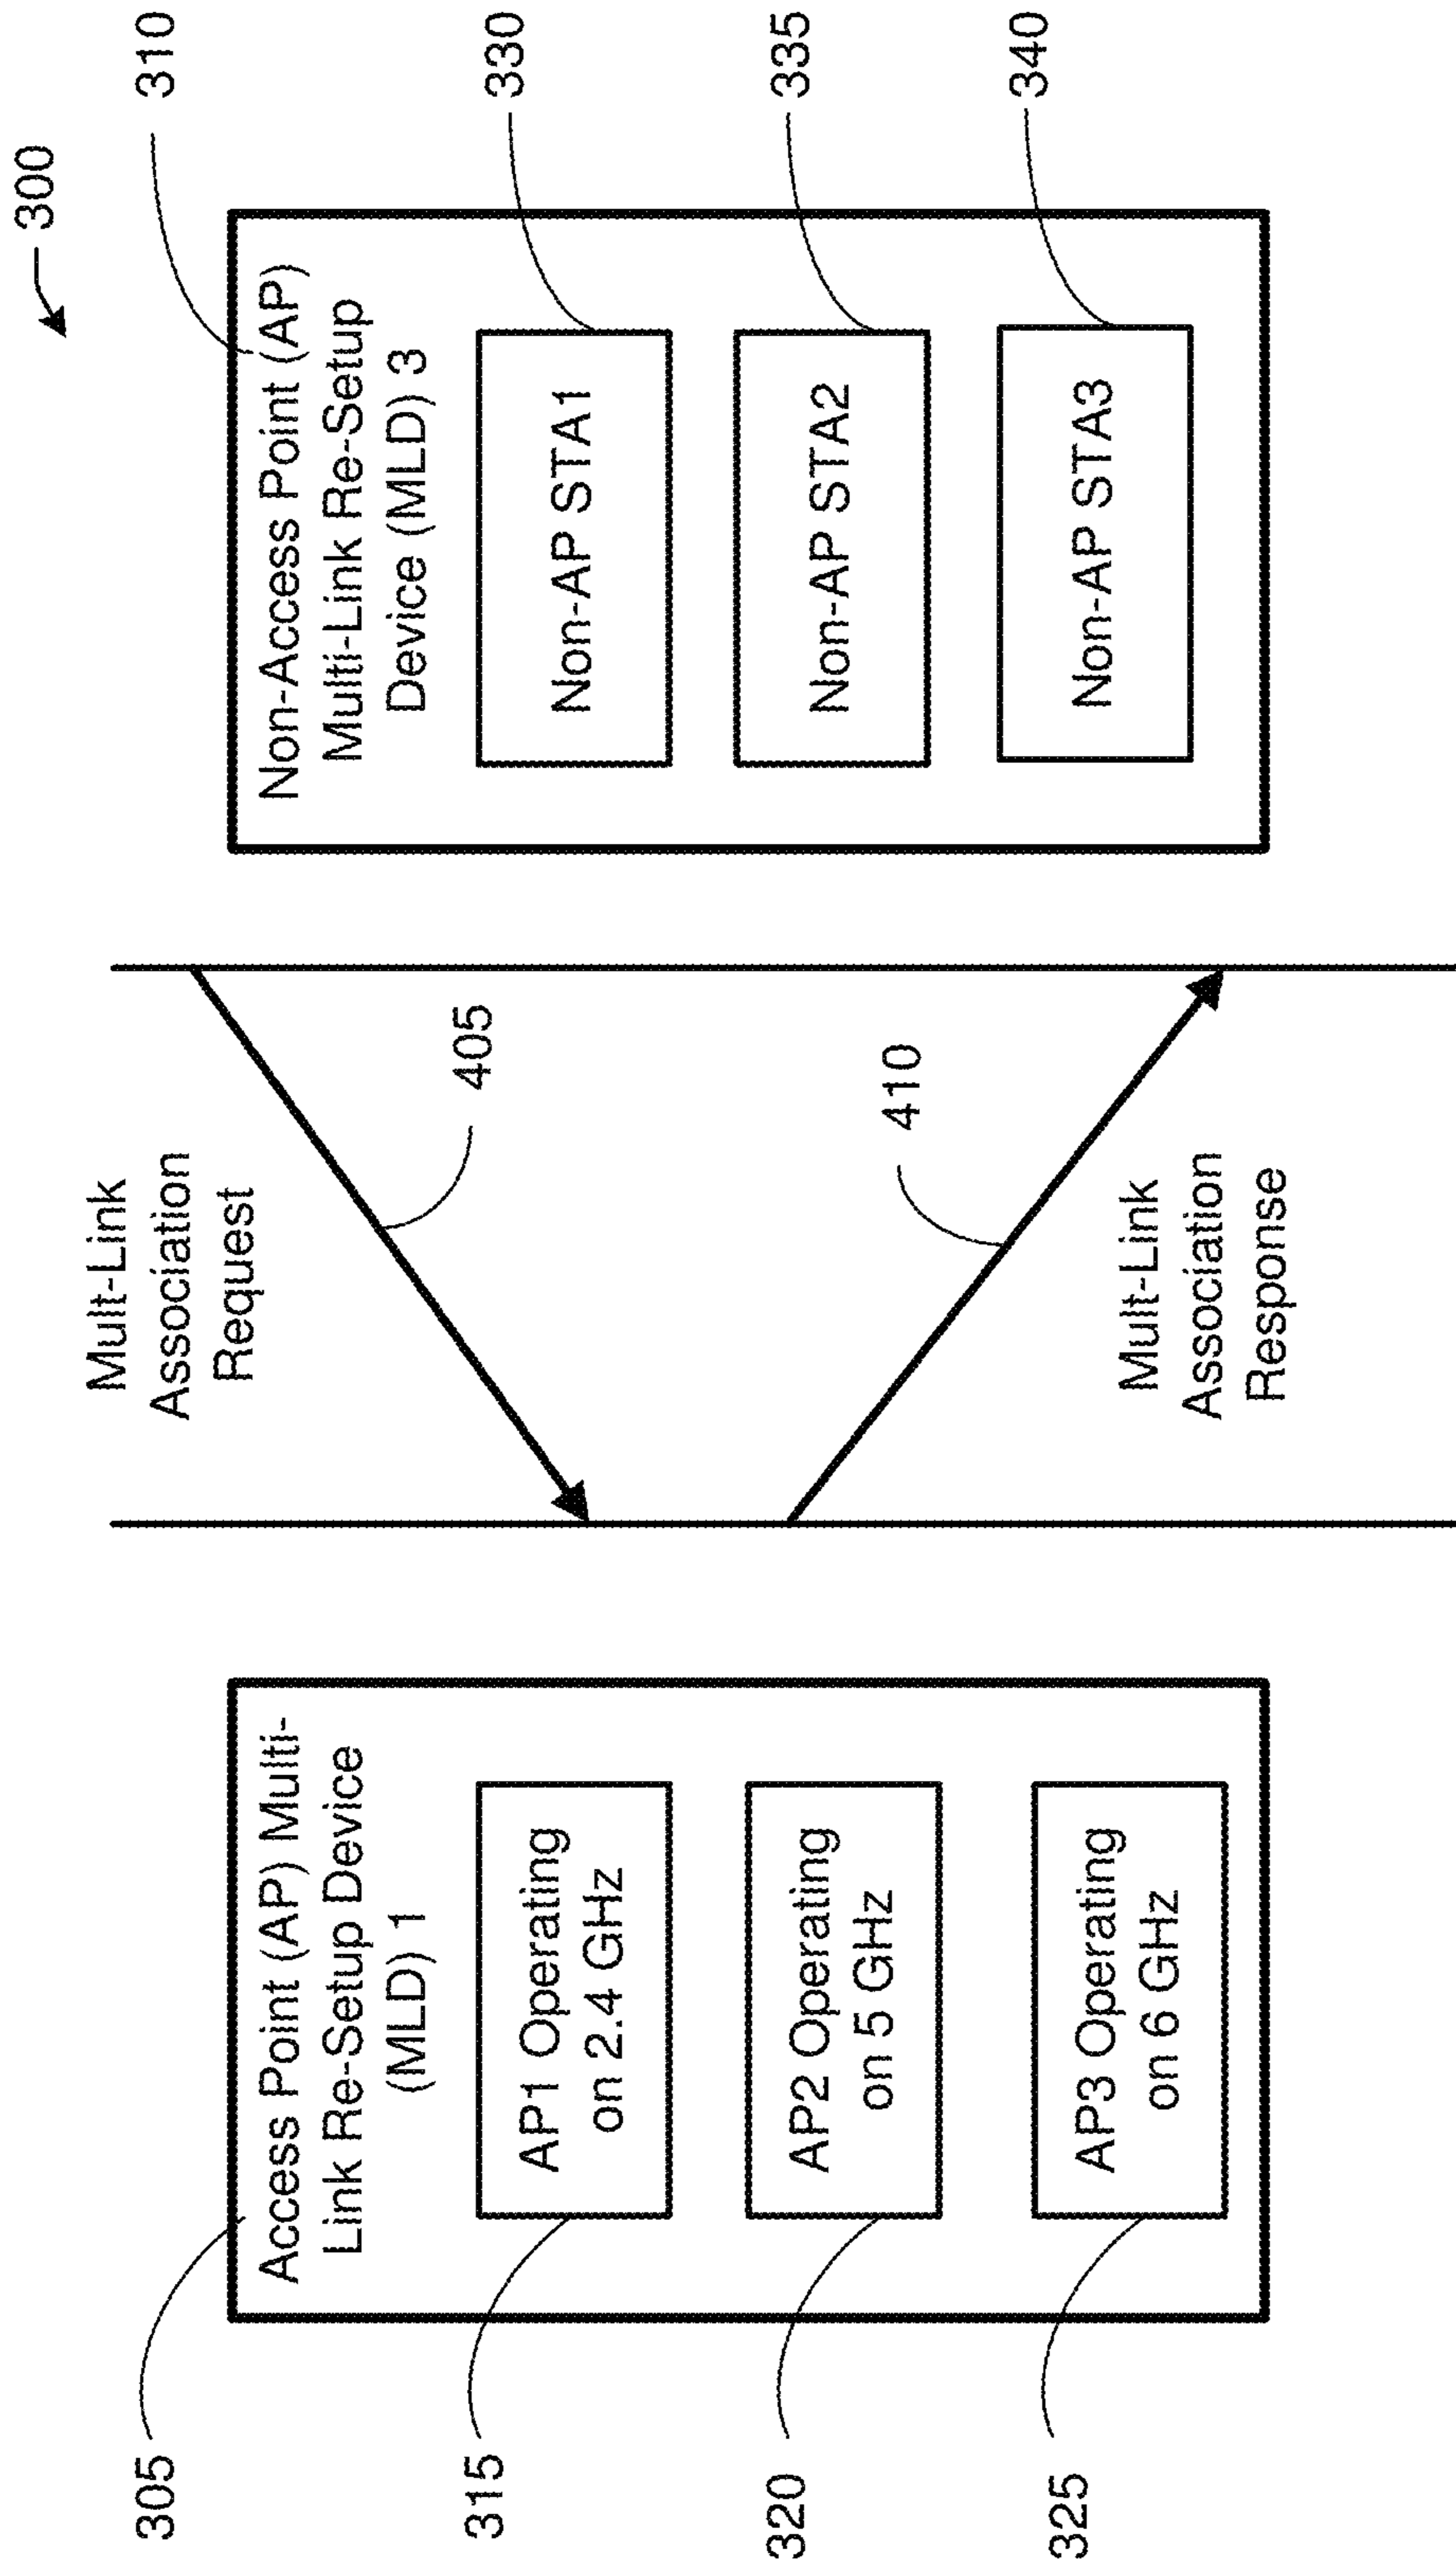 300
305
Access Point (AP) Multi-
Link Re-Setup Device
(MLD) 1
315
AP1 Operating
on 2.4 GHz
320
AP2 Operating
on 5 GHz
325
AP3 Operating
on 6 GHz
Mult-Link
Association
Request
405
410
Mult-Link
Association
Response
310
Non-Access Point (AP)
Multi-Link Re-Setup
Device (MLD) 3
330
Non-AP STA1
335
Non-AP STA2
340
Non-AP STA3